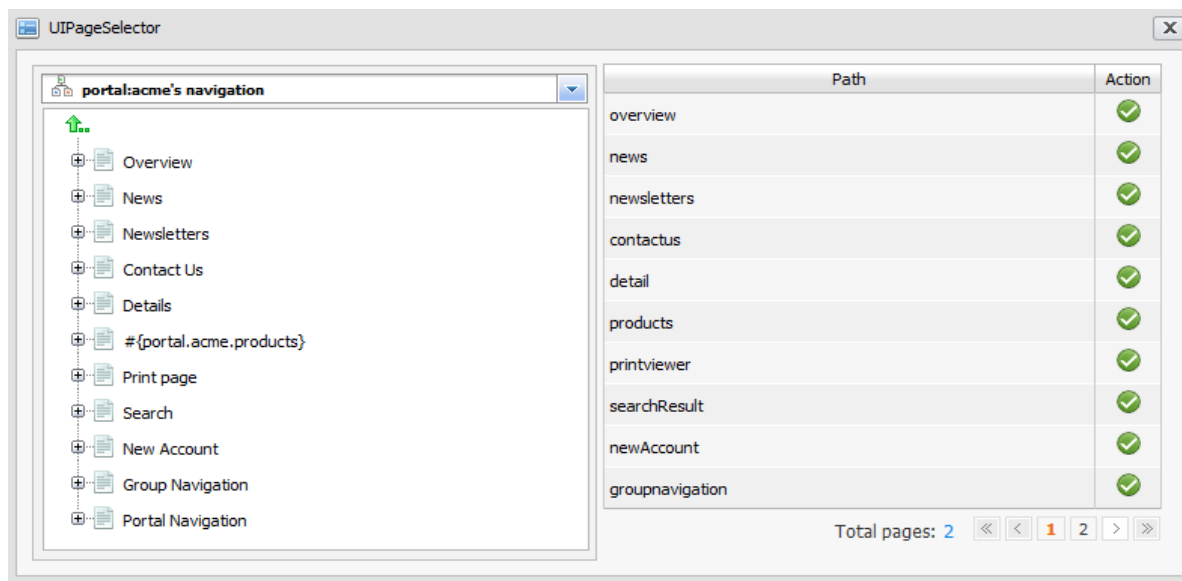 UIPageSelector
portal:acme's navigation
Overview
News
Newsletters
Contact Us
Details
#{portal.acme.products}
Print page
Search
New Account
Group Navigation
Portal Navigation
Path Action
overview
news
newsletters
contactus
detail
products
printviewer
searchResult
newAccount
groupnavigation
Total pages: 2 « < 1 2 > »